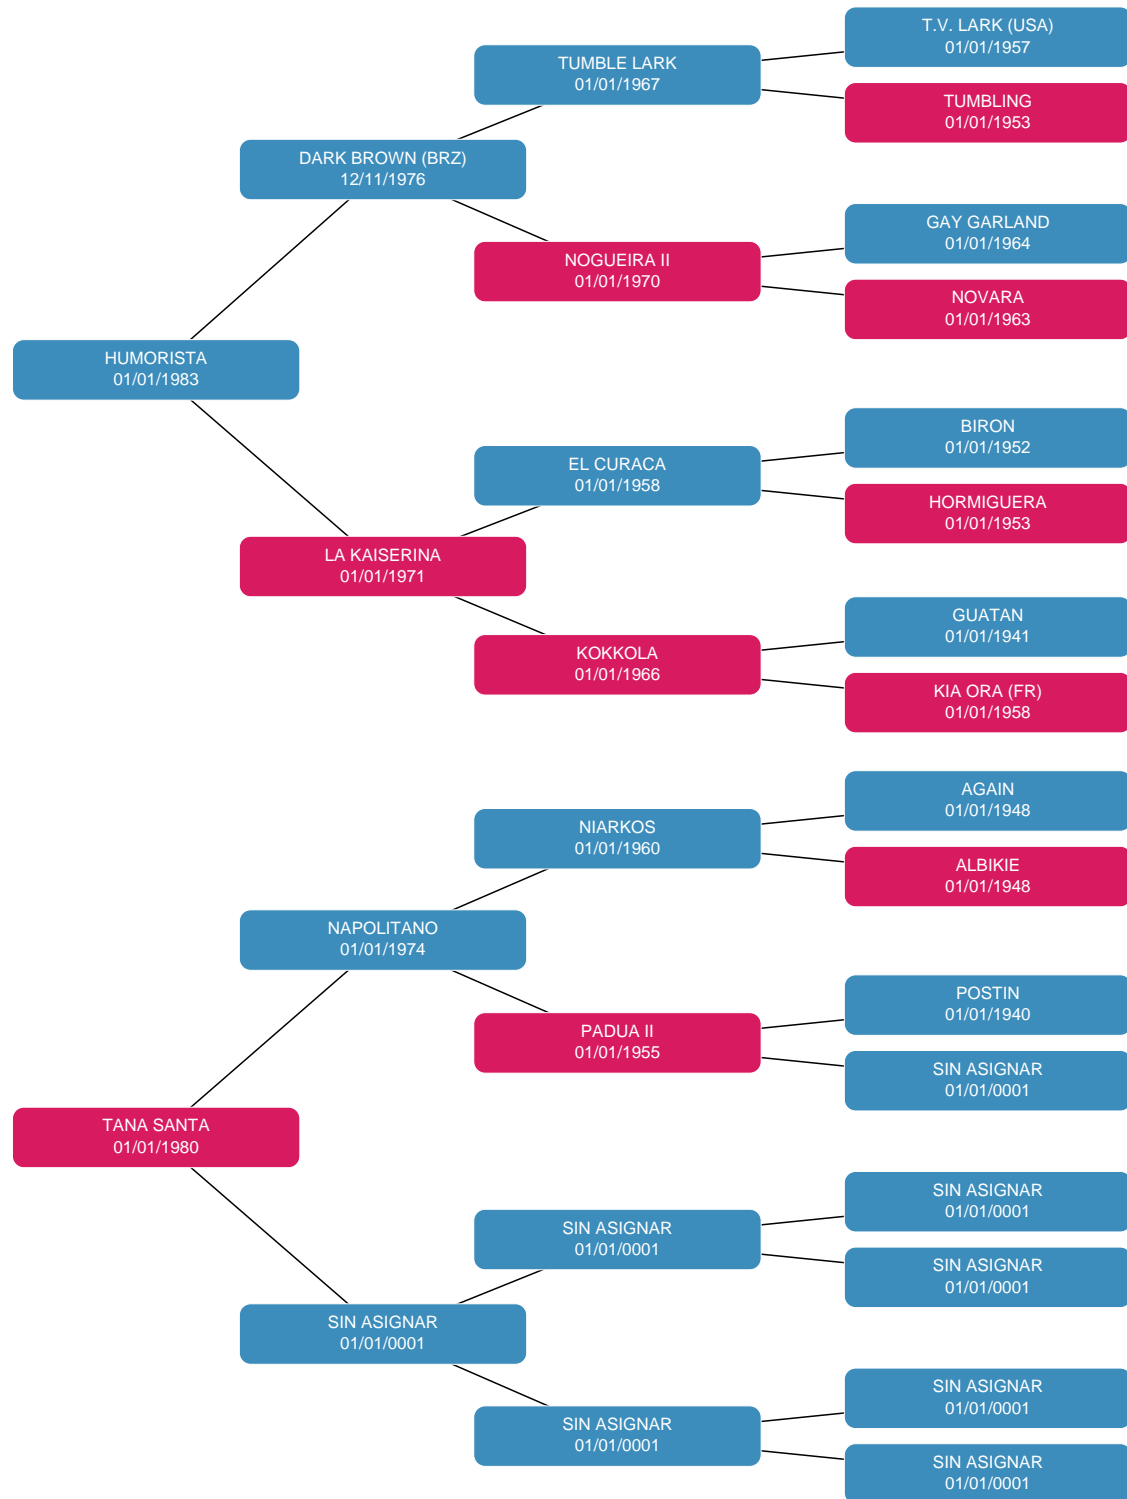 T.V. LARK (USA)
01/01/1957
TUMBLE LARK
01/01/1967
TUMBLING
01/01/1953
DARK BROWN (BRZ)
12/11/1976
GAY GARLAND
01/01/1964
NOGUEIRA II
01/01/1970
NOVARA
01/01/1963
HUMORISTA
01/01/1983
BIRON
01/01/1952
EL CURACA
01/01/1958
HORMIGUERA
01/01/1953
LA KAISERINA
01/01/1971
GUATAN
01/01/1941
KOKKOLA
01/01/1966
KIA ORA (FR)
01/01/1958
AGAIN
01/01/1948
NIARKOS
01/01/1960
ALBIKIE
01/01/1948
NAPOLITANO
01/01/1974
POSTIN
01/01/1940
PADUA II
01/01/1955
SIN ASIGNAR
01/01/0001
TANA SANTA
01/01/1980
SIN ASIGNAR
01/01/0001
SIN ASIGNAR
01/01/0001
SIN ASIGNAR
01/01/0001
SIN ASIGNAR
01/01/0001
SIN ASIGNAR
01/01/0001
SIN ASIGNAR
01/01/0001
SIN ASIGNAR
01/01/0001